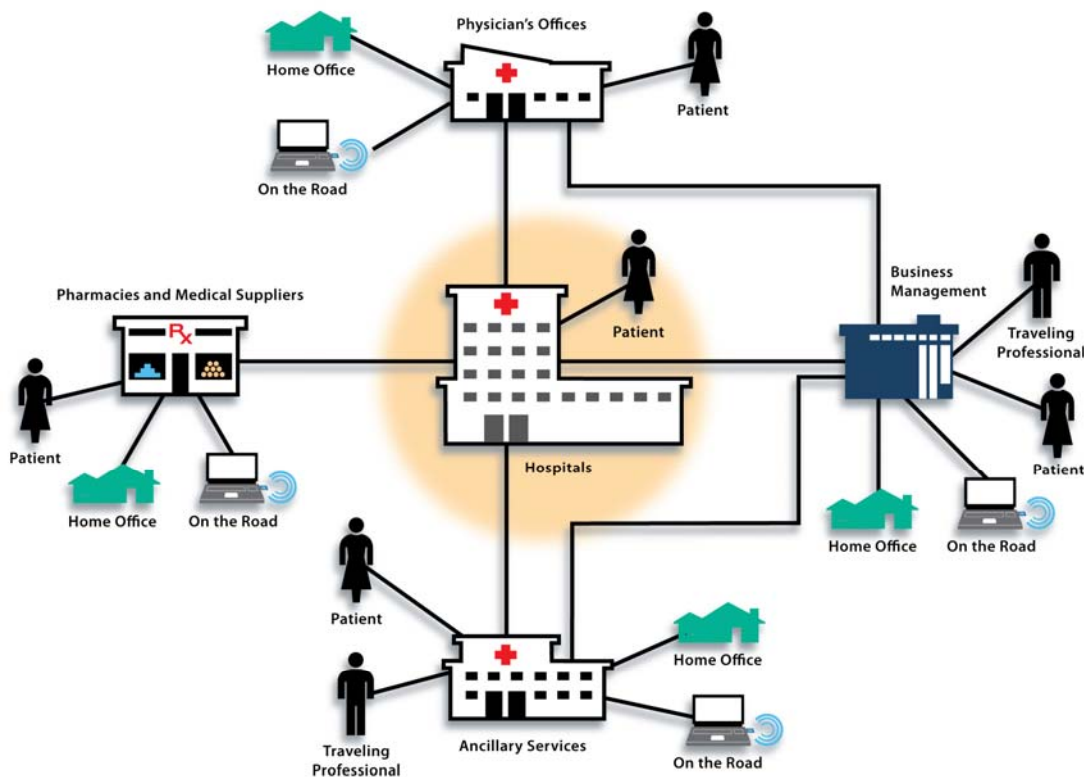 Physician's Offices
Home Office
Patient
On the Road
Business
Management
Pharmacies and Medical Suppliers
Rx
Patient
Traveling
Professional
Patient
Hospitals
Patient
Home Office
On the Road
Home Office
On the Road
Patient
Home Office
Traveling
Professional
Ancillary Services
On the Road